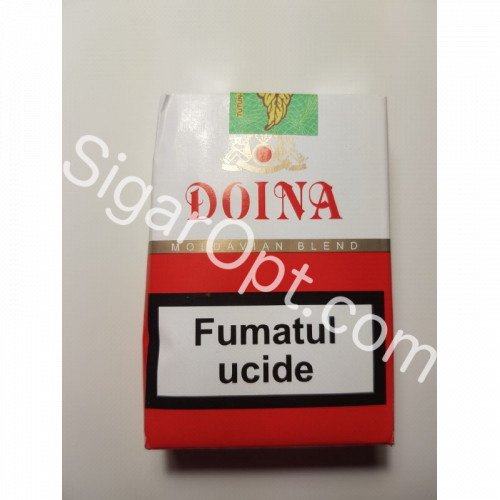 DOINA
MOLDAVIAN BLEND
Fumatul
ucide
SigarOpt.com